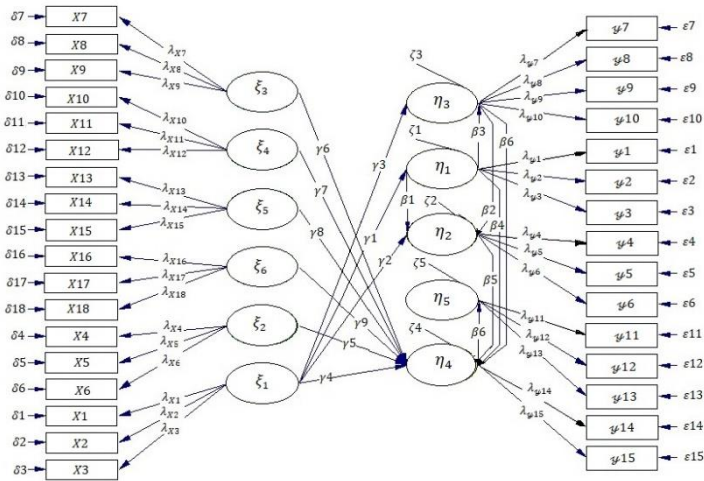 δ7 X7
δ8 X8
δ9 X9
δ10 X10
δ11 X11
δ12 X12
δ13 X13
δ14 X14
δ15 X15
δ16 X16
δ17 X17
δ18 X18
δ4 X4
δ5 X5
δ6 X6
δ1 X1
δ2 X2
δ3 X3
λX7
λX8
λX9
λX10
λX11
λX12
λX13
λX14
λX15
λX16
λX17
λX18
λX4
λX5
λX6
λX1
λX2
λX3
ξ3
ξ4
ξ5
ξ6
ξ2
ξ1
γ6
γ3
γ7
γ1
γ8
γ2
γ9
γ5
γ4
ζ3
η3
ζ1
η1
β1
ζ2
η2
ζ5
η5
ζ4
η4
β3
β6
β2
β4
β5
β6
λy7
λy8
λy9
λy10
λy1
λy2
λy3
λy4
λy5
λy6
λy11
λy12
λy13
λy14
λy15
y7 ε7
y8 ε8
y9 ε9
y10 ε10
y1 ε1
y2 ε2
y3 ε3
y4 ε4
y5 ε5
y6 ε6
y11 ε11
y12 ε12
y13 ε13
y14 ε14
y15 ε15